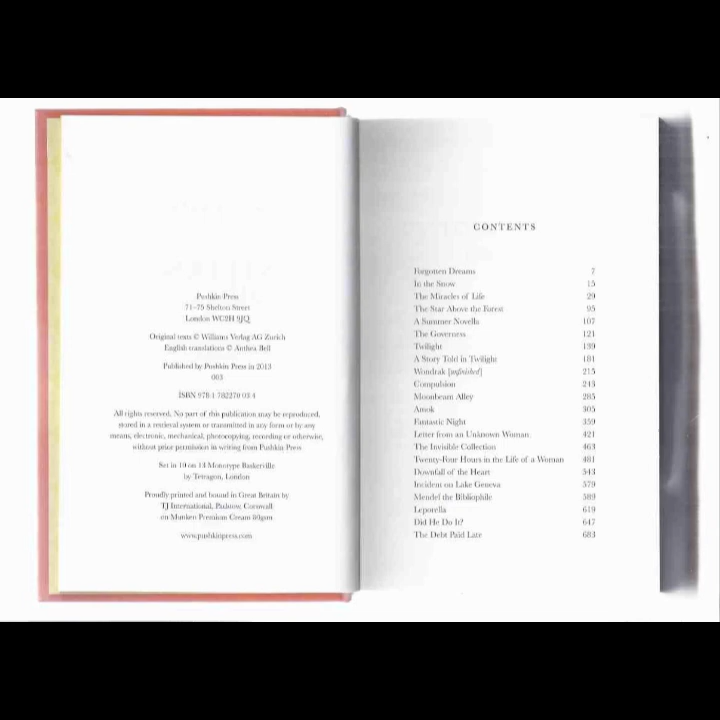 Pushkin Press
71–75 Shelton Street
London WC2H 9JQ
Original texts © Williams Verlag AG Zurich
English translations © Anthea Bell
Published by Pushkin Press in 2013
003
ISBN 978 1 782270 03 4
All rights reserved. No part of this publication may be reproduced,
stored in a retrieval system or transmitted in any form or by any
means, electronic, mechanical, photocopying, recording or otherwise,
without prior permission in writing from Pushkin Press
Set in 10 on 13 Monotype Baskerville
by Tetragon, London
Proudly printed and bound in Great Britain by
TJ International, Padstow, Cornwall
on Munken Premium Cream 80gsm
www.pushkinpress.com
CONTENTS
Forgotten Dreams 7
In the Snow 15
The Miracles of Life 29
The Star Above the Forest 95
A Summer Novella 107
The Governess 121
Twilight 139
A Story Told in Twilight 181
Wondrak [unfinished] 215
Compulsion 243
Moonbeam Alley 285
Amok 305
Fantastic Night 359
Letter from an Unknown Woman 421
The Invisible Collection 463
Twenty-Four Hours in the Life of a Woman 481
Downfall of the Heart 543
Incident on Lake Geneva 579
Mendel the Bibliophile 589
Leporella 619
Did He Do It? 647
The Debt Paid Late 683